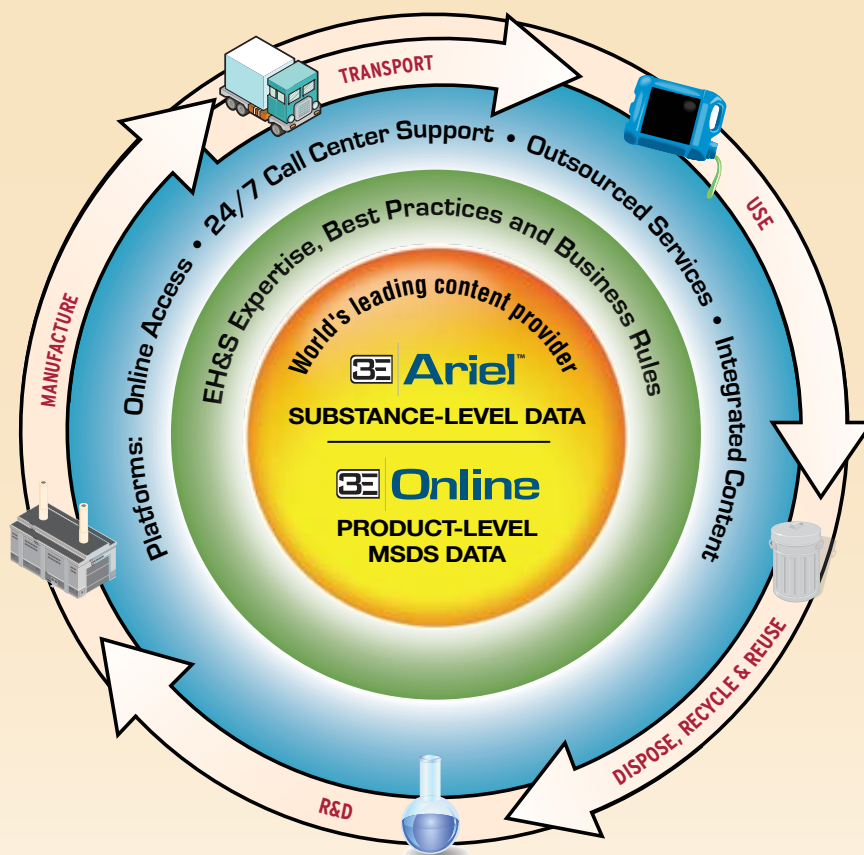 TRANSPORT
USE
DISPOSE, RECYCLE & REUSE
R&D
MANUFACTURE
Platforms: Online Access • 24/7 Call Center Support • Outsourced Services • Integrated Content
EH&S Expertise, Best Practices and Business Rules
World's leading content provider
3E Ariel™
SUBSTANCE-LEVEL DATA
3E Online
PRODUCT-LEVEL
MSDS DATA